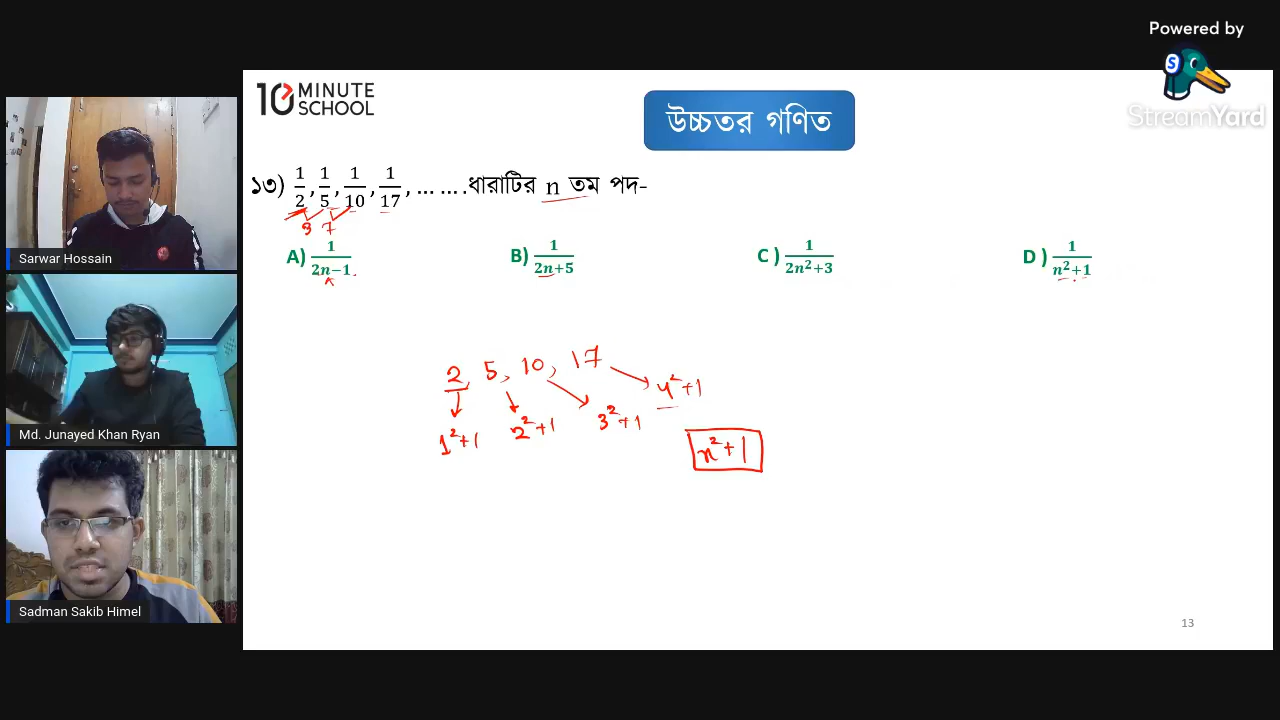 Powered by
StreamYard
10 MINUTE SCHOOL
উচ্চতর গণিত
১৩) 1/2, 1/5, 1/10, 1/17, ... ... .ধারাটির n তম পদ-
3 7
A) 1/(2n−1) B) 1/(2n+5) C ) 1/(2n²+3) D ) 1/(n²+1)
2, 5, 10, 17
1²+1 2²+1 3²+1 4²+1
n²+1
Sarwar Hossain
Md. Junayed Khan Ryan
Sadman Sakib Himel
13